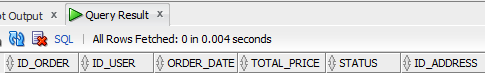 ot Output x Query Result x
SQL | All Rows Fetched: 0 in 0.004 seconds
ID_ORDER ID_USER ORDER_DATE TOTAL_PRICE STATUS ID_ADDRESS